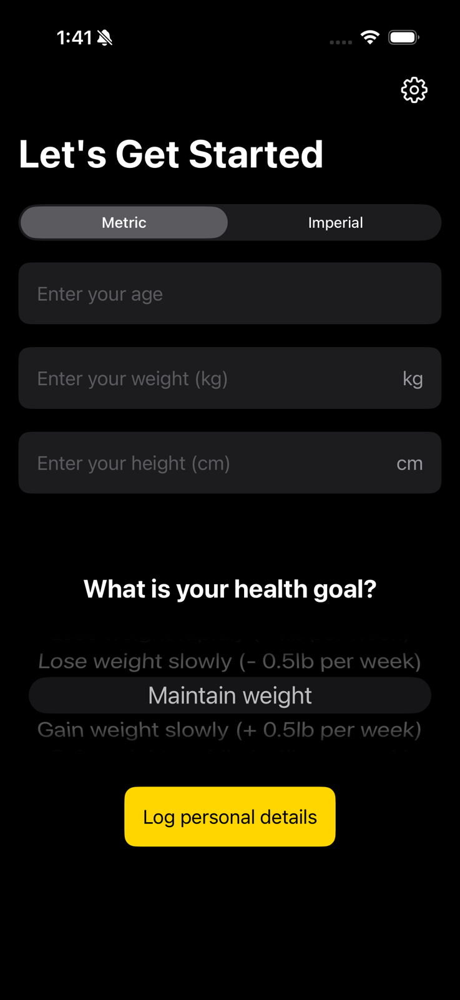 1:41
Let's Get Started
Metric Imperial
Enter your age
Enter your weight (kg) kg
Enter your height (cm) cm
What is your health goal?
Lose weight slowly (- 0.5lb per week)
Maintain weight
Gain weight slowly (+ 0.5lb per week)
Log personal details